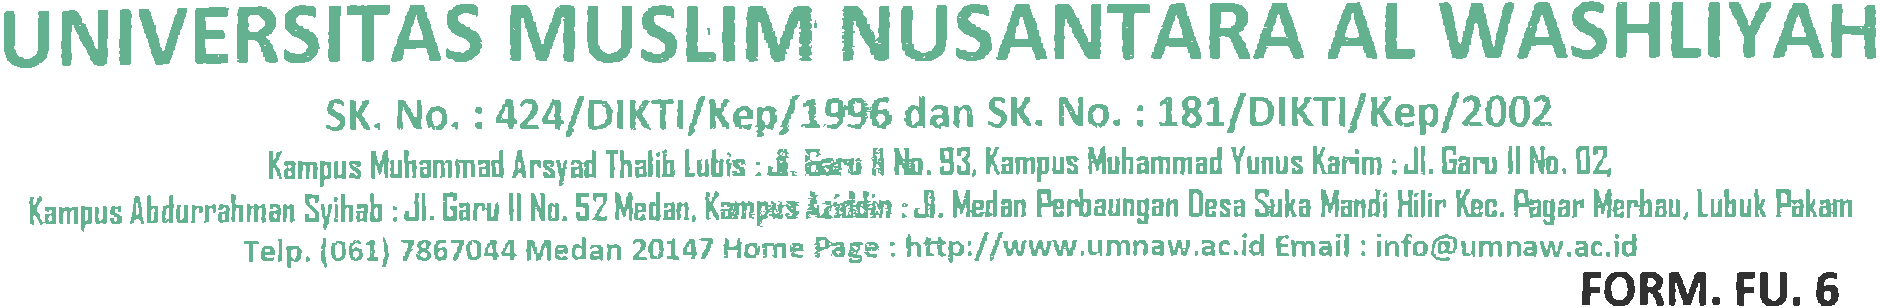 UNIVERSITAS MUSLIM NUSANTARA AL WASHLIYAH
SK. No. : 424/DIKTI/Kep/1996 dan SK. No. : 181/DIKTI/Kep/2002
Kampus Muhammad Arsyad Thalib Lubis : Jl. Garu II No. 93, Kampus Muhammad Yunus Karim : Jl. Garu II No. 02,
Kampus Abdurrahman Syihab : Jl. Garu II No. 52 Medan, Kampus Aziddin : Jl. Medan Perbaungan Desa Suka Mandi Hilir Kec. Pagar Merbau, Lubuk Pakam
Telp. (061) 7867044 Medan 20147 Home Page : http://www.umnaw.ac.id Email : info@umnaw.ac.id
FORM. FU. 6